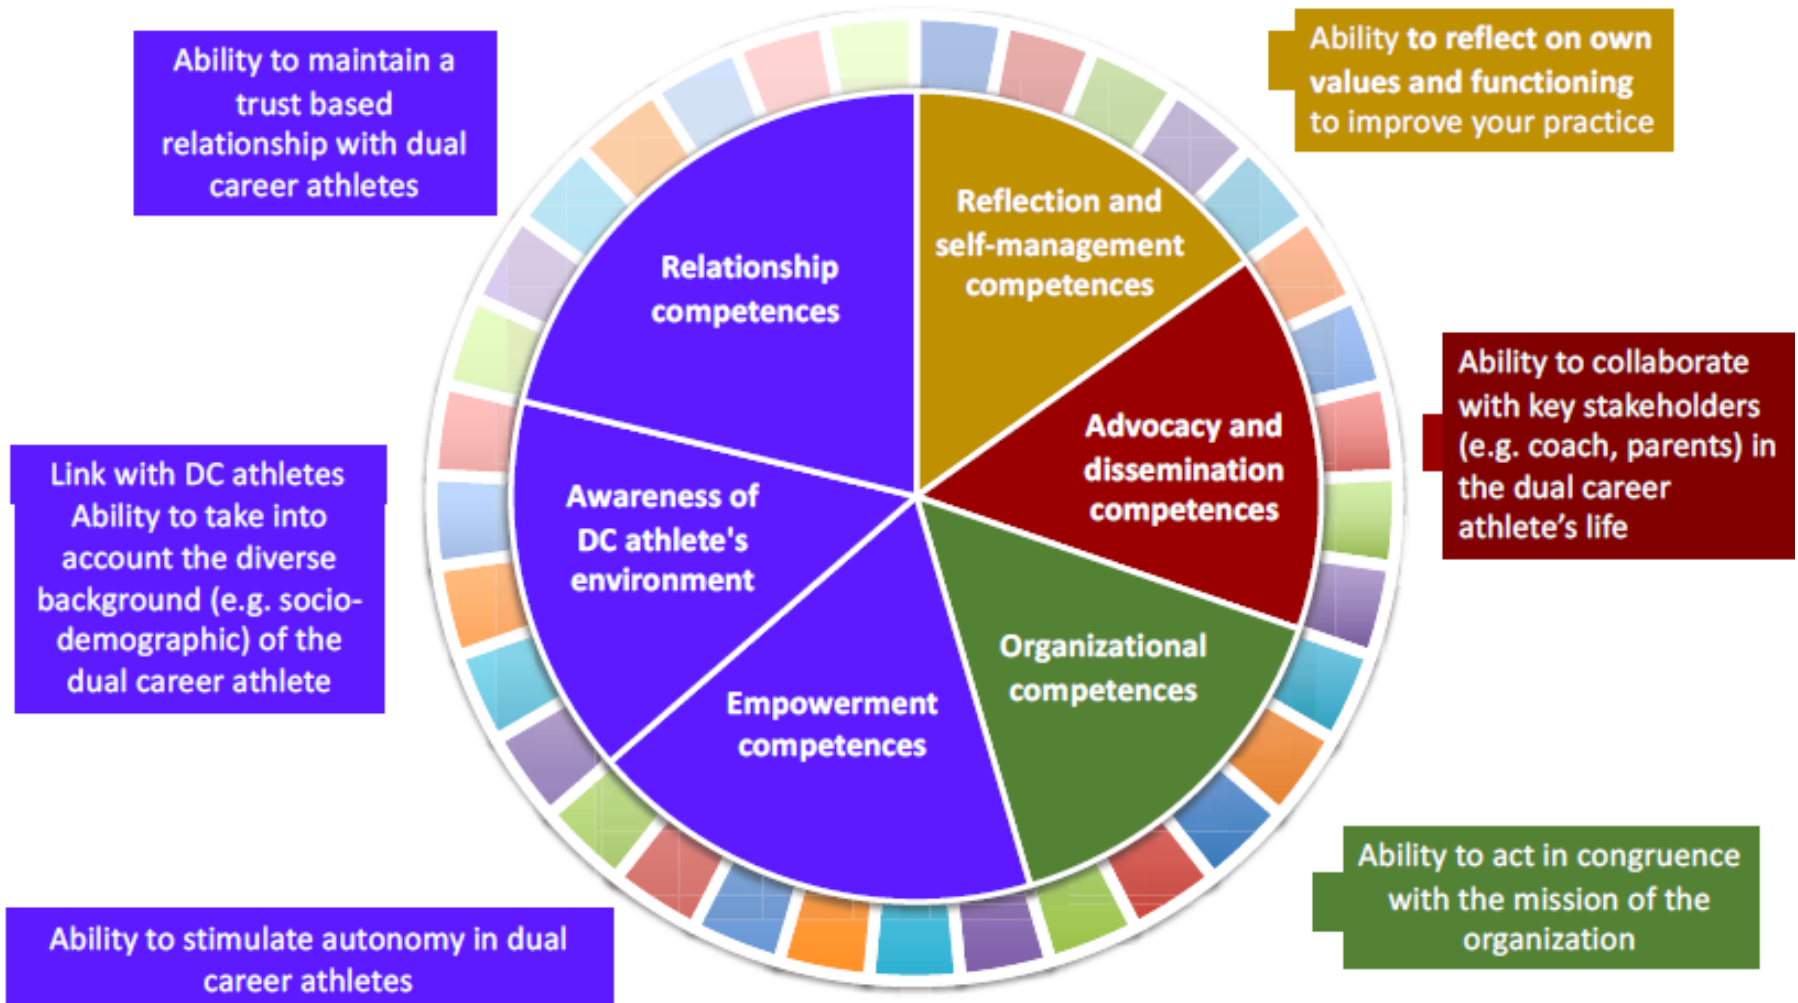 Ability to maintain a
trust based
relationship with dual
career athletes
Ability to reflect on own
values and functioning
to improve your practice
Reflection and
self-management
competences
Relationship
competences
Ability to collaborate
with key stakeholders
(e.g. coach, parents) in
the dual career
athlete’s life
Advocacy and
dissemination
competences
Link with DC athletes
Ability to take into
account the diverse
background (e.g. socio-
demographic) of the
dual career athlete
Awareness of
DC athlete's
environment
Organizational
competences
Empowerment
competences
Ability to act in congruence
with the mission of the
organization
Ability to stimulate autonomy in dual
career athletes